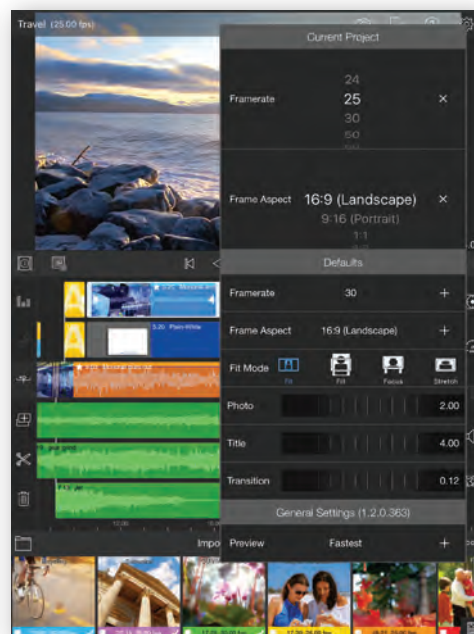 Travel (25.00 fps)
Current Project
24
Framerate 25 ×
30
50
Frame Aspect 16:9 (Landscape) ×
9:16 (Portrait)
1:1
Defaults
Framerate 30 +
Frame Aspect 16:9 (Landscape) +
Fit Mode
Fit Fill Focus Stretch
Photo 2.00
Title 4.00
Transition 0.12
General Settings (1.2.0.363)
Preview Fastest +
5:20 Plain-White
Impo